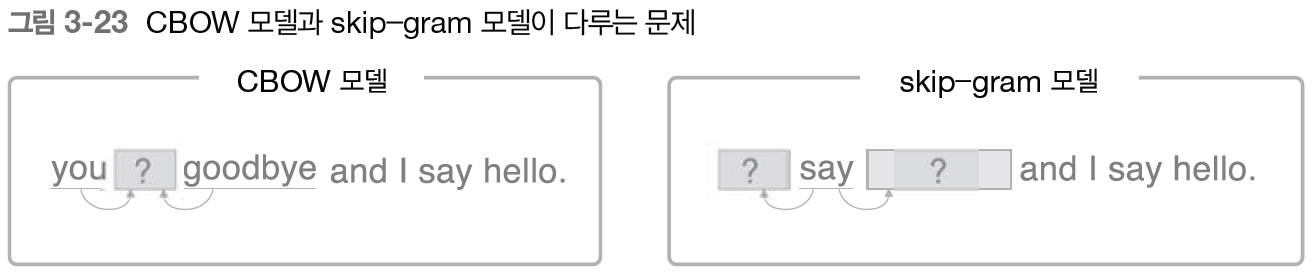 그림 3-23 CBOW 모델과 skip-gram 모델이 다루는 문제
CBOW 모델
you ? goodbye and I say hello.
skip-gram 모델
? say ? and I say hello.